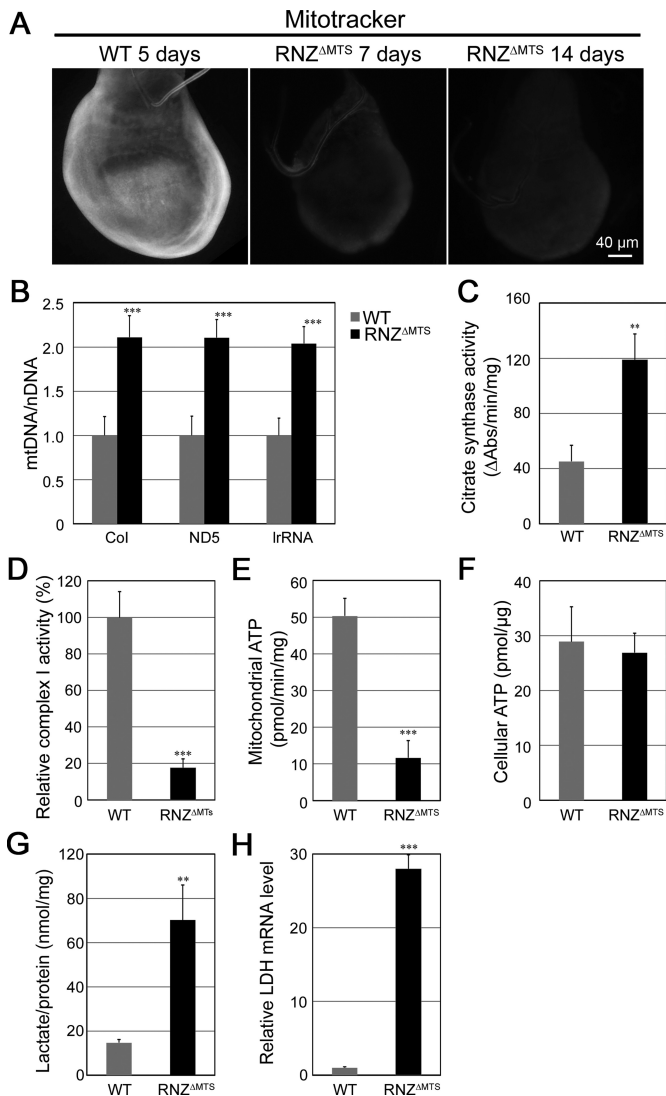 A
Mitotracker
WT 5 days RNZΔMTS 7 days RNZΔMTS 14 days
40 µm
B
mtDNA/nDNA
2.5
2.0
1.5
1.0
0.5
0
***
***
***
CoI ND5 lrRNA
WT
RNZΔMTS
C
Citrate synthase activity
(ΔAbs/min/mg)
160
120
80
40
0
**
WT RNZΔMTS
D
Relative complex I activity (%)
120
100
80
60
40
20
0
***
WT RNZΔMTs
E
Mitochondrial ATP
(pmol/min/mg)
60
50
40
30
20
10
0
***
WT RNZΔMTS
F
Cellular ATP (pmol/µg)
40
30
20
10
0
WT RNZΔMTS
G
Lactate/protein (nmol/mg)
120
100
80
60
40
20
0
**
WT RNZΔMTS
H
Relative LDH mRNA level
30
20
10
0
***
WT RNZΔMTS